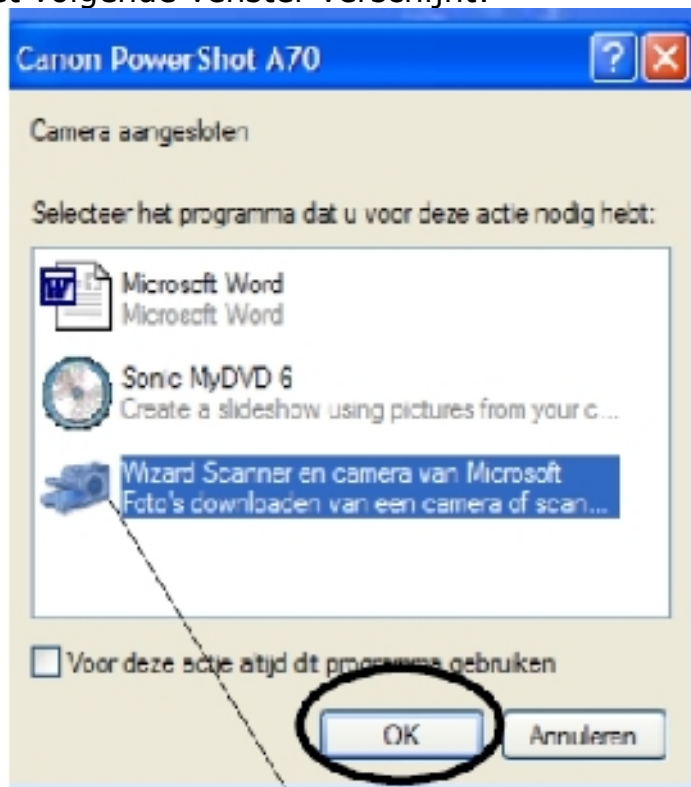 et volgende venster verschijnt:
Canon PowerShot A70
Camera aangesloten
Selecteer het programma dat u voor deze actie nodig hebt:
Microsoft Word
Microsoft Word
Sonic MyDVD 6
Create a slideshow using pictures from your c...
Wizard Scanner en camera van Microsoft
Foto's downloaden van een camera of scan...
Voor deze actie altijd dit programma gebruiken
OK
Annuleren